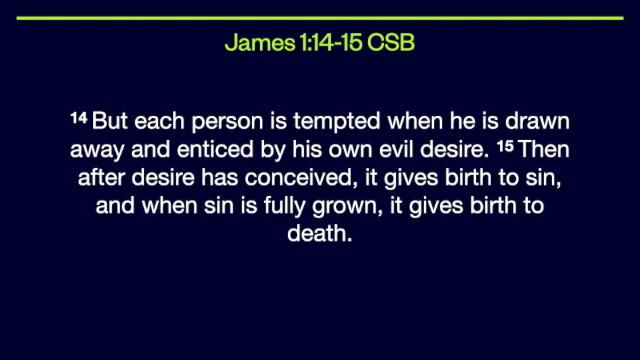 James 1:14-15 CSB
14 But each person is tempted when he is drawn
away and enticed by his own evil desire. 15 Then
after desire has conceived, it gives birth to sin,
and when sin is fully grown, it gives birth to
death.